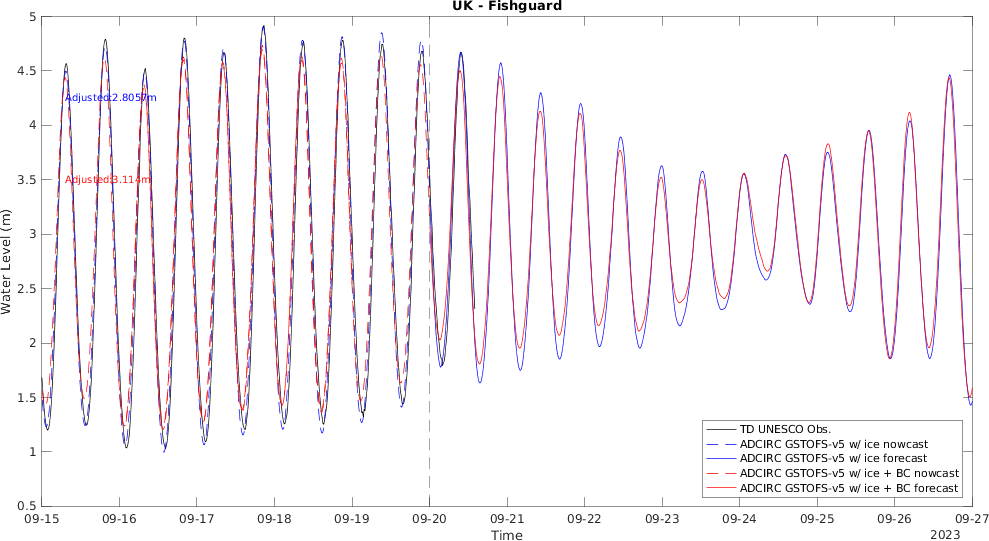 UK - Fishguard
5
4.5
4
3.5
3
2.5
2
1.5
1
0.5
Water Level (m)
Adjusted:2.8057m
Adjusted:3.114m
TD UNESCO Obs.
ADCIRC GSTOFS-v5 w/ ice nowcast
ADCIRC GSTOFS-v5 w/ ice forecast
ADCIRC GSTOFS-v5 w/ ice + BC nowcast
ADCIRC GSTOFS-v5 w/ ice + BC forecast
09-15 09-16 09-17 09-18 09-19 09-20 09-21 09-22 09-23 09-24 09-25 09-26 09-27
Time
2023